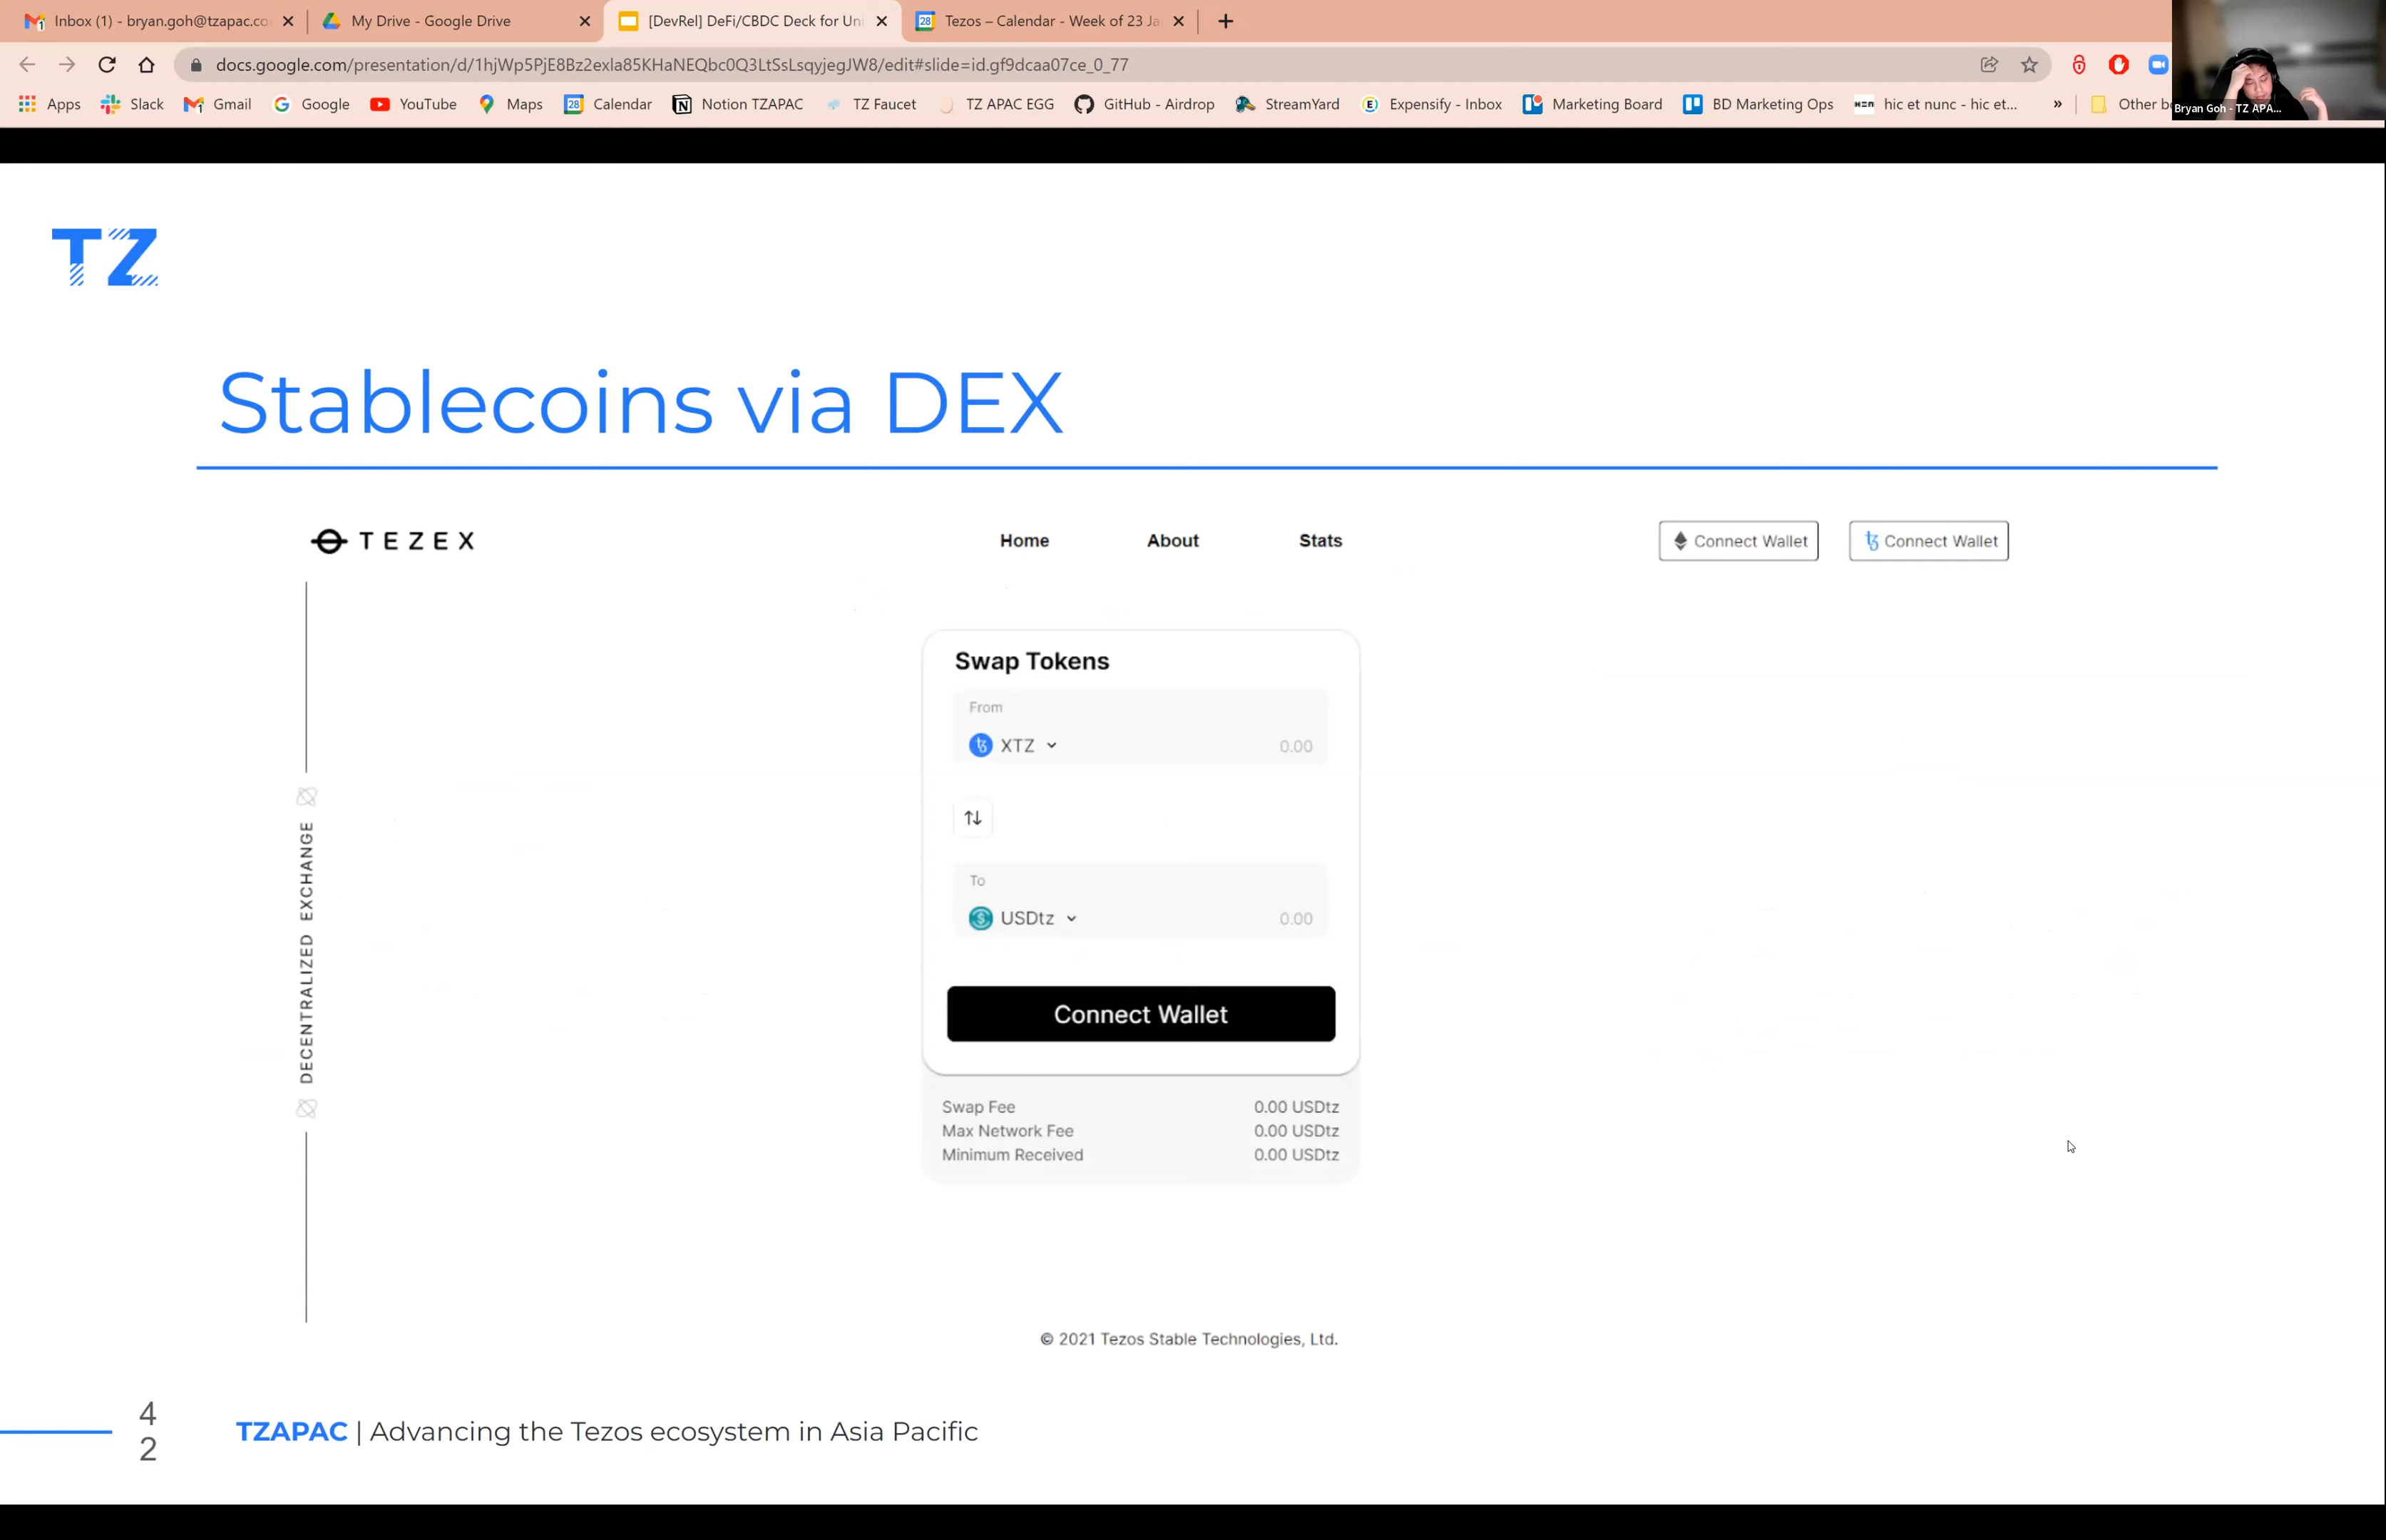 Inbox (1) - bryan.goh@tzapac.co
My Drive - Google Drive
[DevRel] DeFi/CBDC Deck for Uni
Tezos – Calendar - Week of 23 Ja
docs.google.com/presentation/d/1hjWp5PjE8Bz2exla85KHaNEQbc0Q3LtSsLsqyjegJW8/edit#slide=id.gf9dcaa07ce_0_77
Apps
Slack
Gmail
Google
YouTube
Maps
Calendar
Notion TZAPAC
TZ Faucet
TZ APAC EGG
GitHub - Airdrop
StreamYard
Expensify - Inbox
Marketing Board
BD Marketing Ops
hic et nunc - hic et...
»
Other b
Bryan Goh - TZ APA...
TZ
Stablecoins via DEX
TEZEX
Home
About
Stats
Connect Wallet
Connect Wallet
DECENTRALIZED EXCHANGE
Swap Tokens
From
XTZ
0.00
To
USDtz
0.00
Connect Wallet
Swap Fee 0.00 USDtz
Max Network Fee 0.00 USDtz
Minimum Received 0.00 USDtz
© 2021 Tezos Stable Technologies, Ltd.
4
2
TZAPAC | Advancing the Tezos ecosystem in Asia Pacific